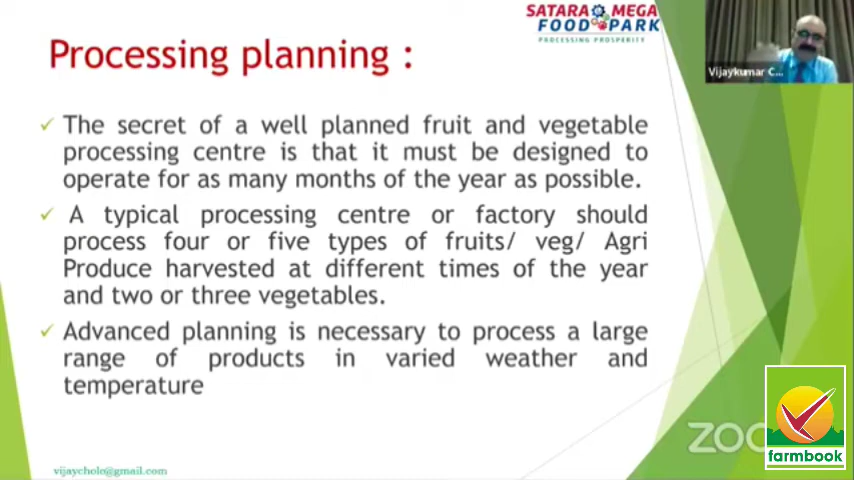 SATARA MEGA
FOOD PARK
PROCESSING PROSPERITY
Vijaykumar C...
Processing planning :
✓ The secret of a well planned fruit and vegetable
processing centre is that it must be designed to
operate for as many months of the year as possible.
✓ A typical processing centre or factory should
process four or five types of fruits/ veg/ Agri
Produce harvested at different times of the year
and two or three vegetables.
✓ Advanced planning is necessary to process a large
range of products in varied weather and
temperature
vijaychole@gmail.com
farmbook